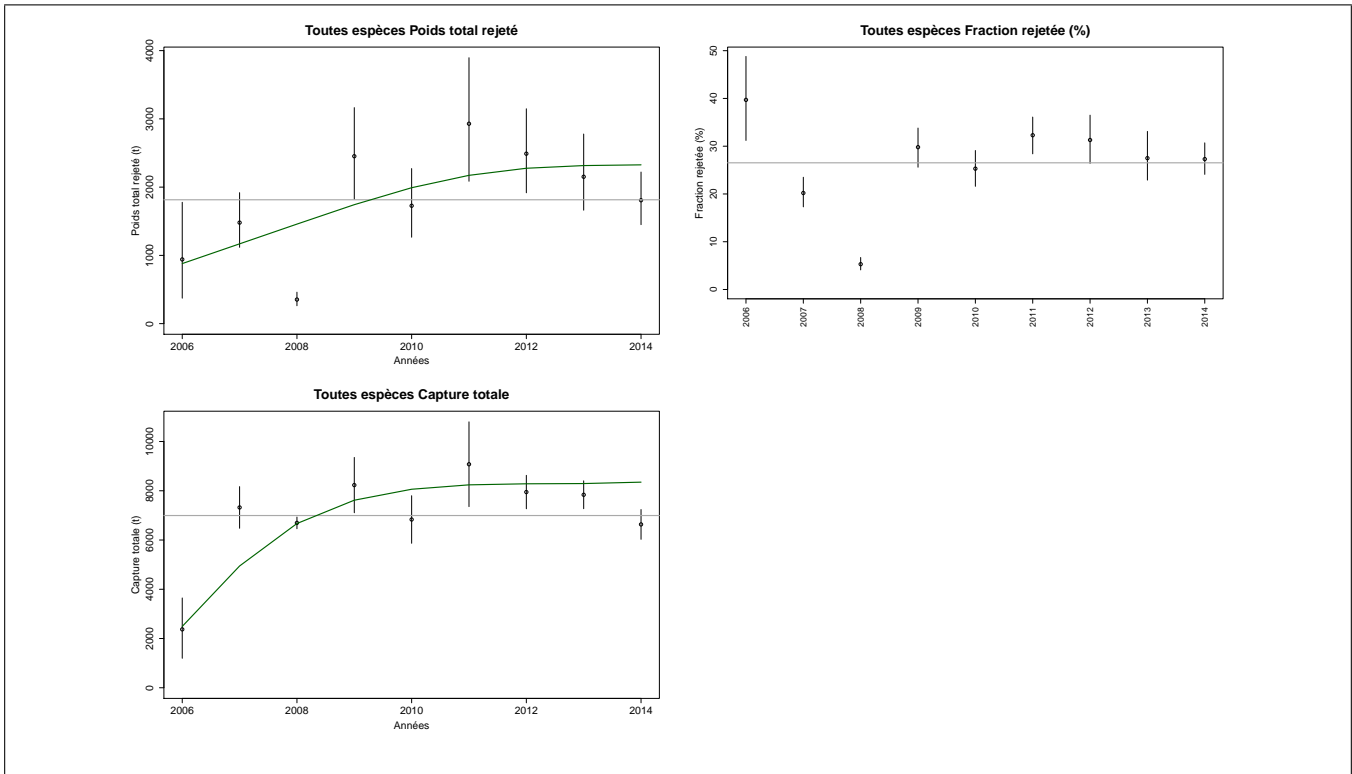 Toutes espèces Poids total rejeté
Poids total rejeté (t)
4000
3000
2000
1000
0
2006 2008 2010 2012 2014
Années
Toutes espèces Fraction rejetée (%)
Fraction rejetée (%)
50
40
30
20
10
0
2006 2007 2008 2009 2010 2011 2012 2013 2014
Toutes espèces Capture totale
Capture totale (t)
10000
8000
6000
4000
2000
0
2006 2008 2010 2012 2014
Années